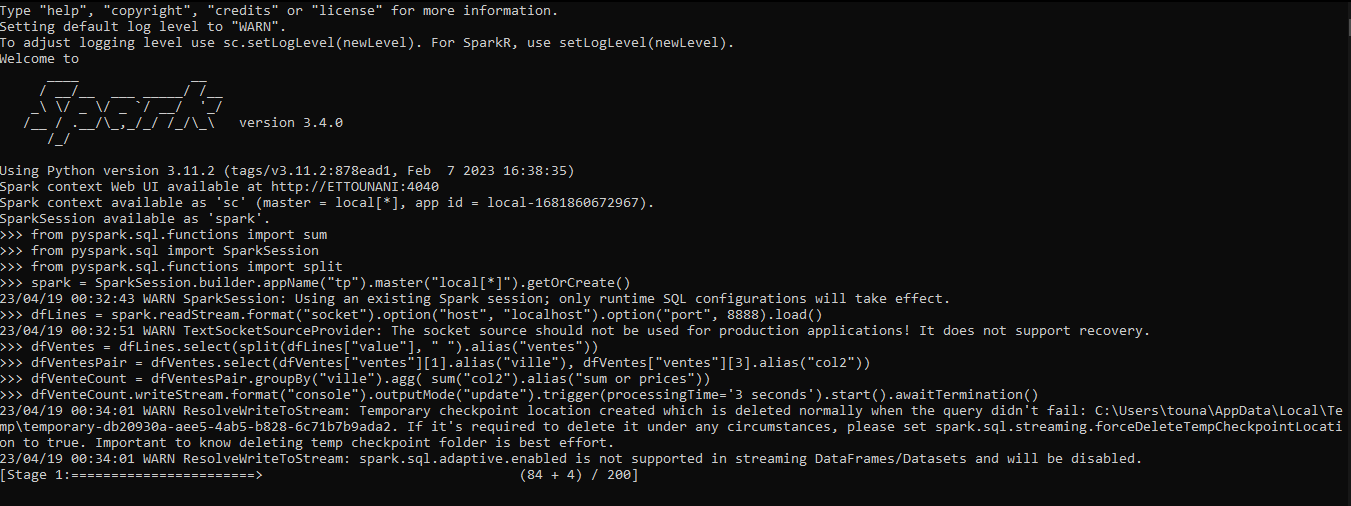 Type "help", "copyright", "credits" or "license" for more information.
Setting default log level to "WARN".
To adjust logging level use sc.setLogLevel(newLevel). For SparkR, use setLogLevel(newLevel).
Welcome to
      ____              __
     / __/__  ___ _____/ /__
    _\ \/ _ \/ _ `/ __/  '_/
   /__ / .__/\_,_/_/ /_/\_\   version 3.4.0
      /_/
Using Python version 3.11.2 (tags/v3.11.2:878ead1, Feb  7 2023 16:38:35)
Spark context Web UI available at http://ETTOUNANI:4040
Spark context available as 'sc' (master = local[*], app id = local-1681860672967).
SparkSession available as 'spark'.
>>> from pyspark.sql.functions import sum
>>> from pyspark.sql import SparkSession
>>> from pyspark.sql.functions import split
>>> spark = SparkSession.builder.appName("tp").master("local[*]").getOrCreate()
23/04/19 00:32:43 WARN SparkSession: Using an existing Spark session; only runtime SQL configurations will take effect.
>>> dfLines = spark.readStream.format("socket").option("host", "localhost").option("port", 8888).load()
23/04/19 00:32:51 WARN TextSocketSourceProvider: The socket source should not be used for production applications! It does not support recovery.
>>> dfVentes = dfLines.select(split(dfLines["value"], " ").alias("ventes"))
>>> dfVentesPair = dfVentes.select(dfVentes["ventes"][1].alias("ville"), dfVentes["ventes"][3].alias("col2"))
>>> dfVenteCount = dfVentesPair.groupBy("ville").agg( sum("col2").alias("sum or prices"))
>>> dfVenteCount.writeStream.format("console").outputMode("update").trigger(processingTime='3 seconds').start().awaitTermination()
23/04/19 00:34:01 WARN ResolveWriteToStream: Temporary checkpoint location created which is deleted normally when the query didn't fail: C:\Users\touna\AppData\Local\Te
mp\temporary-db20930a-aee5-4ab5-b828-6c71b7b9ada2. If it's required to delete it under any circumstances, please set spark.sql.streaming.forceDeleteTempCheckpointLocati
on to true. Important to know deleting temp checkpoint folder is best effort.
23/04/19 00:34:01 WARN ResolveWriteToStream: spark.sql.adaptive.enabled is not supported in streaming DataFrames/Datasets and will be disabled.
[Stage 1:=======================>                                (84 + 4) / 200]